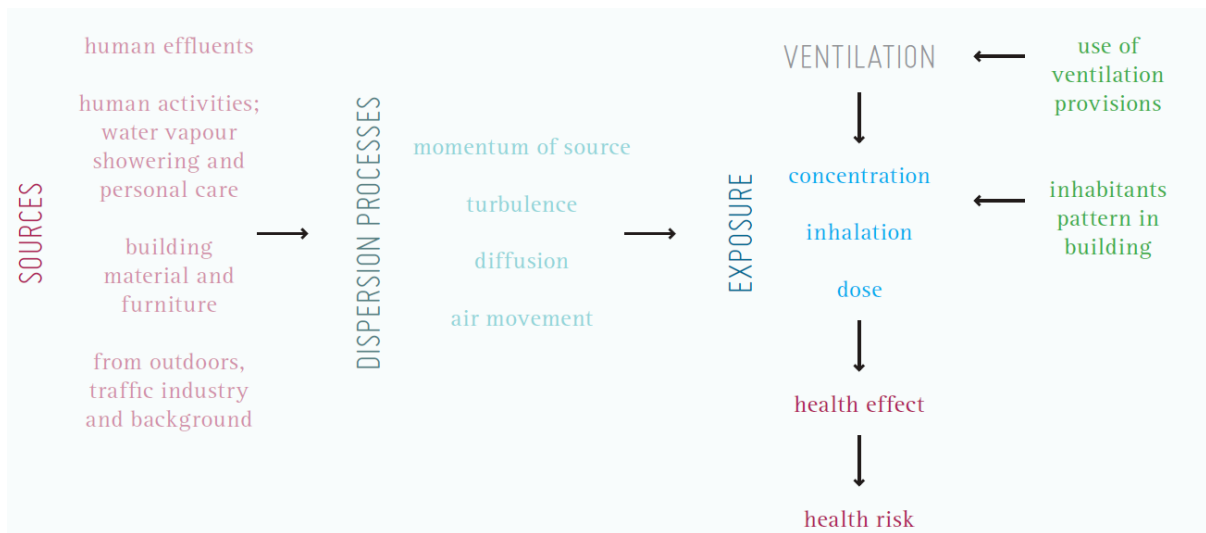 SOURCES
human effluents
human activities;
water vapour
showering and
personal care
building
material and
furniture
from outdoors,
traffic industry
and background
DISPERSION PROCESSES
momentum of source
turbulence
diffusion
air movement
EXPOSURE
VENTILATION
concentration
inhalation
dose
health effect
health risk
use of
ventilation
provisions
inhabitants
pattern in
building